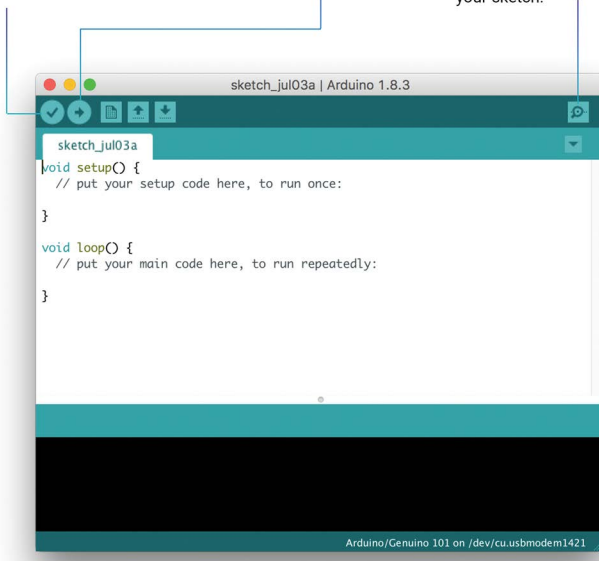 your sketch.
sketch_jul03a | Arduino 1.8.3
sketch_jul03a
void setup() {
  // put your setup code here, to run once:
}
void loop() {
  // put your main code here, to run repeatedly:
}
Arduino/Genuino 101 on /dev/cu.usbmodem1421